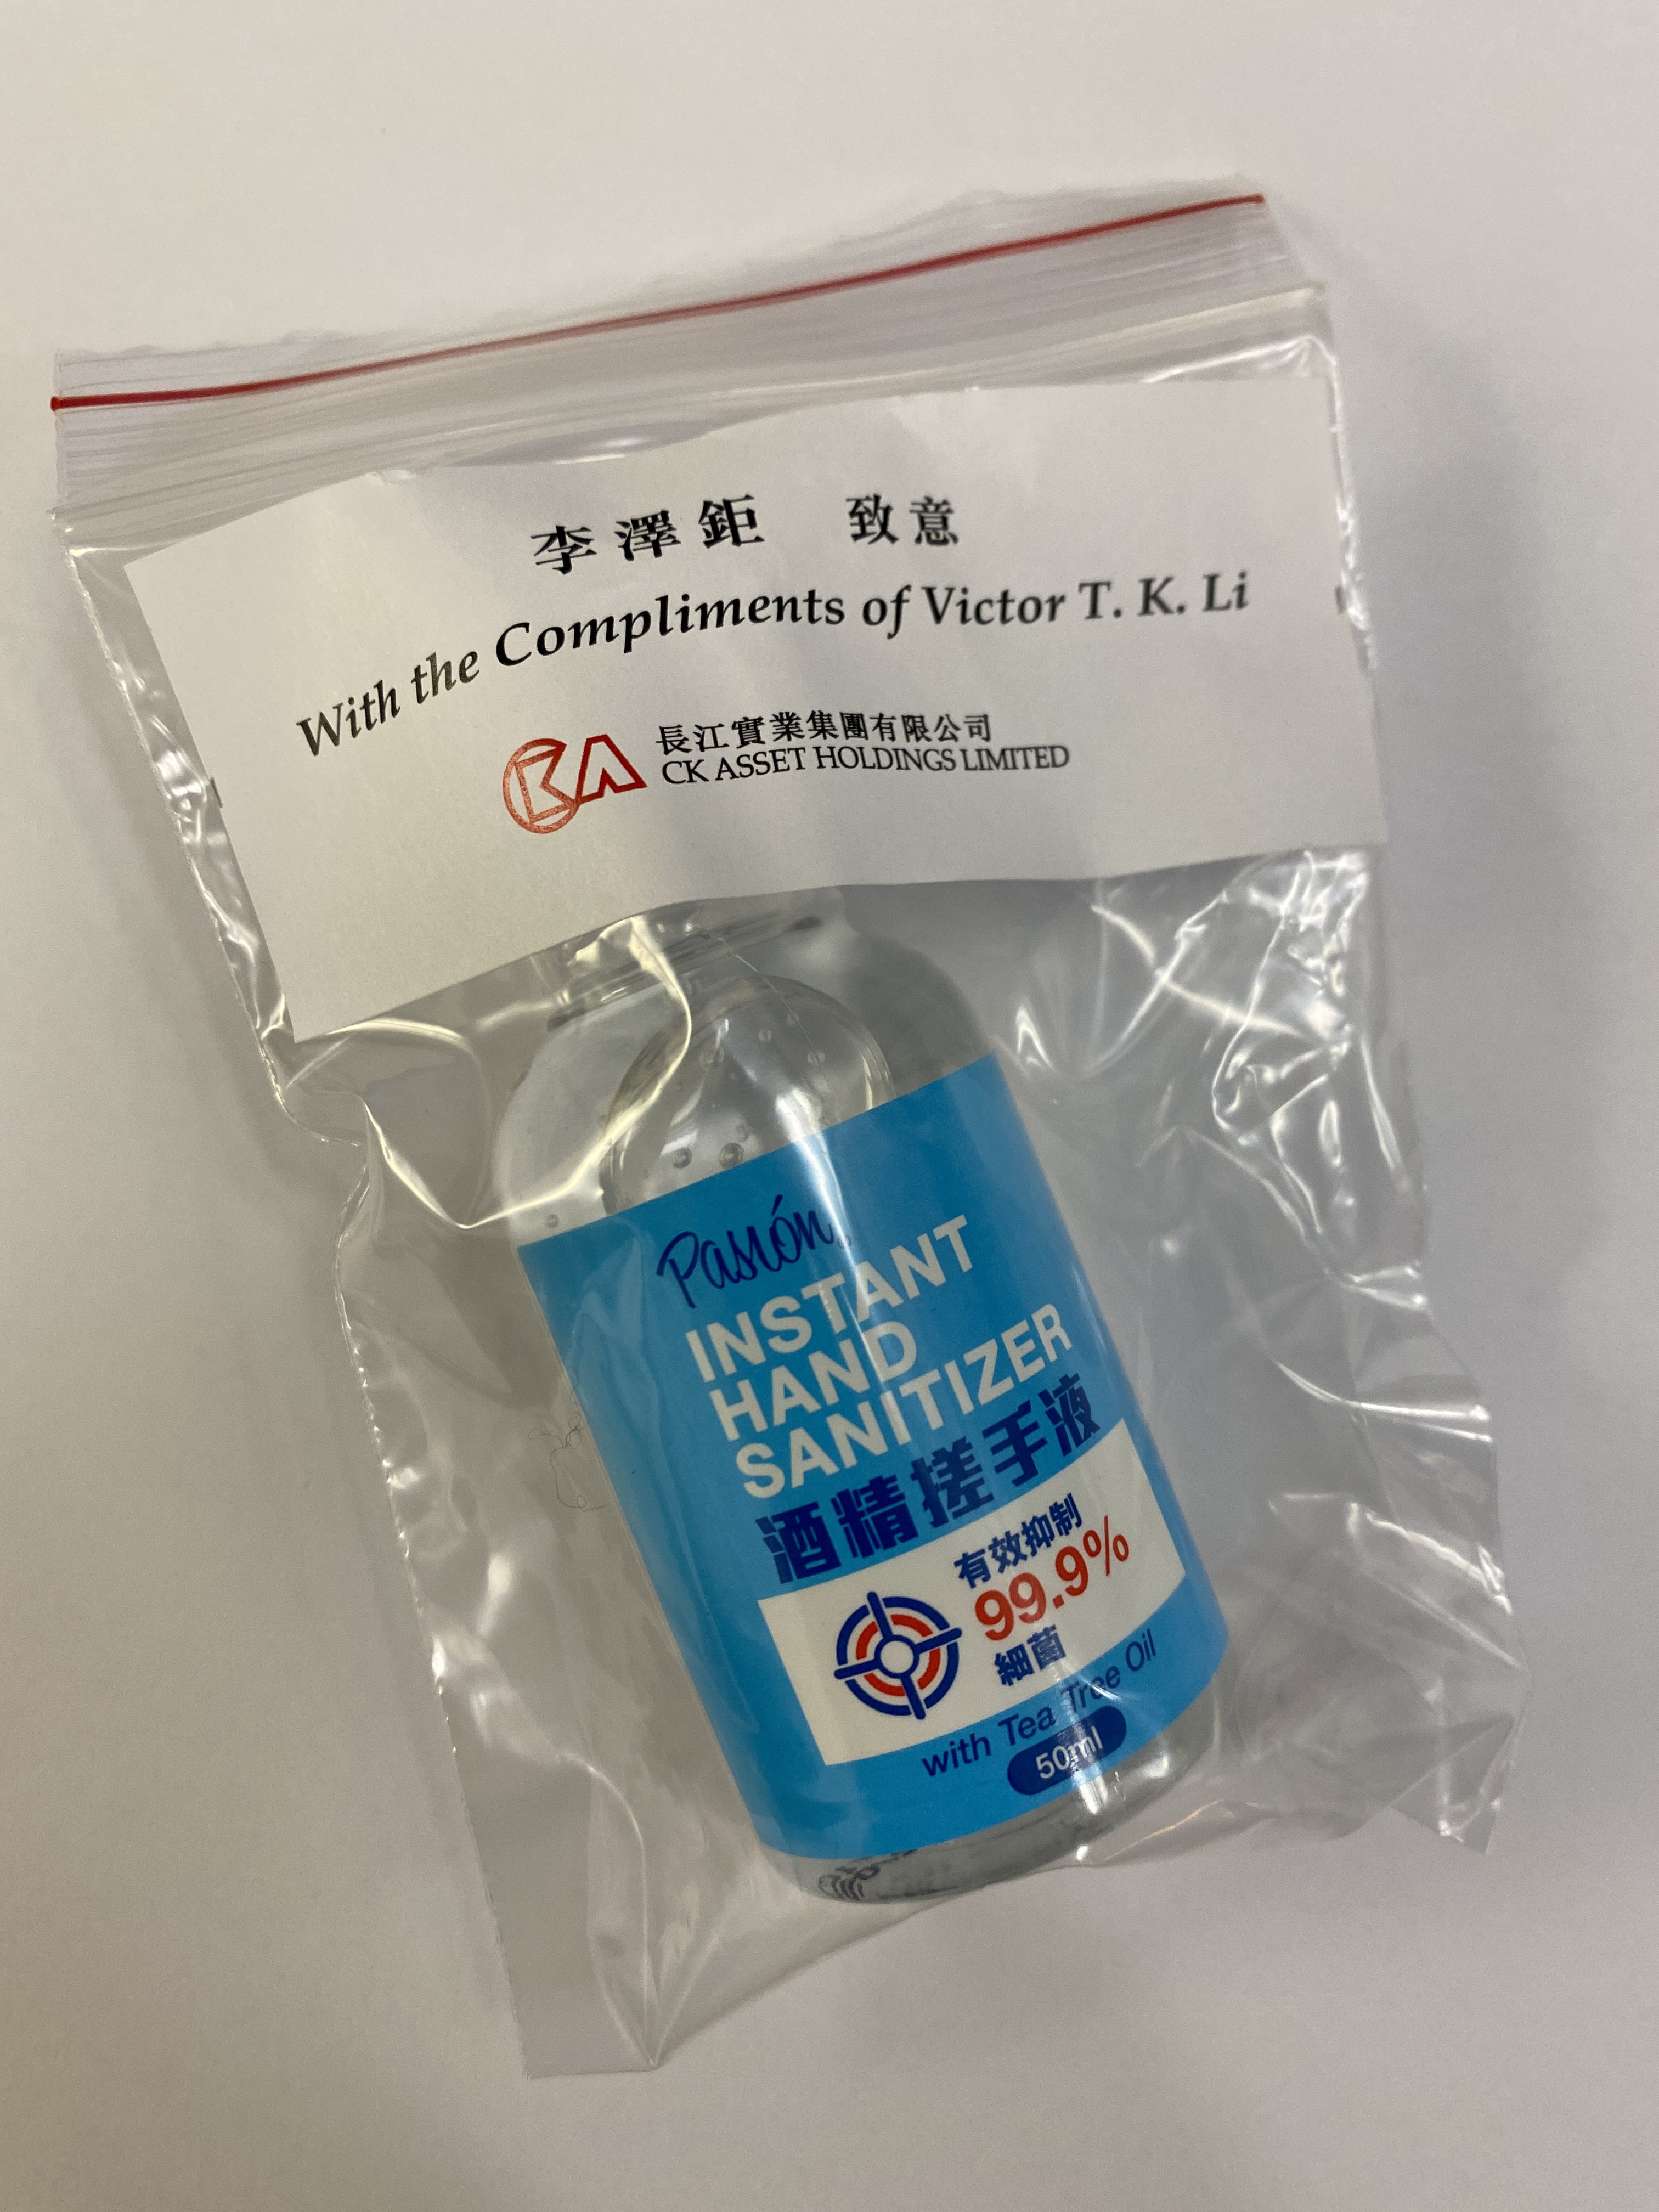 李澤鉅 致意
With the Compliments of Victor T. K. Li
長江實業集團有限公司
CK ASSET HOLDINGS LIMITED
Pasión
INSTANT
HAND
SANITIZER
酒精搓手液
有效抑制
99.9%
細菌
with Tea Tree Oil
50ml